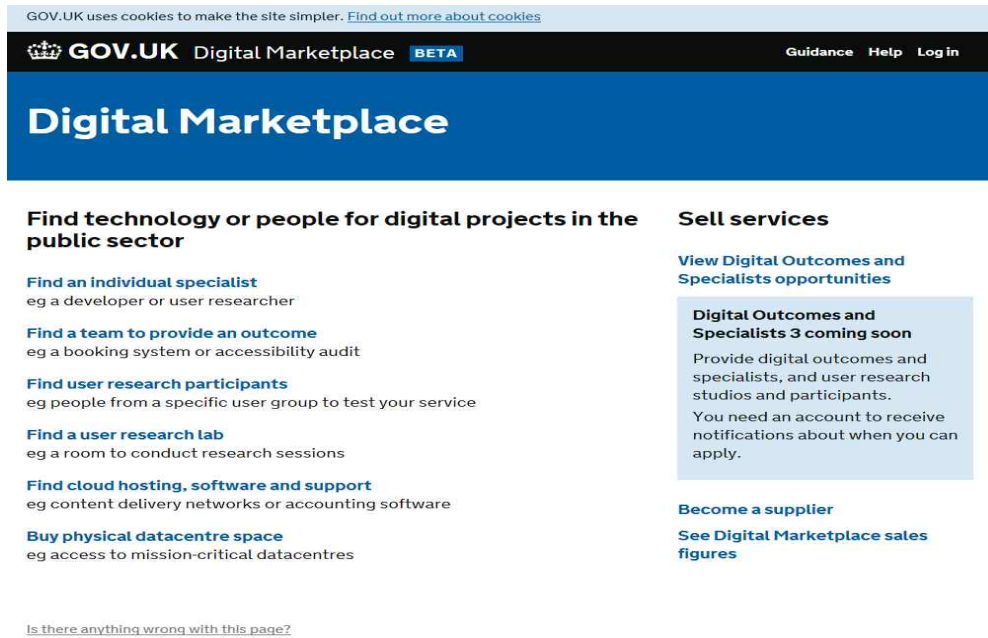 GOV.UK uses cookies to make the site simpler. Find out more about cookies
GOV.UK Digital Marketplace BETA
Guidance Help Log in
Digital Marketplace
Find technology or people for digital projects in the
public sector
Find an individual specialist
eg a developer or user researcher
Find a team to provide an outcome
eg a booking system or accessibility audit
Find user research participants
eg people from a specific user group to test your service
Find a user research lab
eg a room to conduct research sessions
Find cloud hosting, software and support
eg content delivery networks or accounting software
Buy physical datacentre space
eg access to mission-critical datacentres
Sell services
View Digital Outcomes and
Specialists opportunities
Digital Outcomes and
Specialists 3 coming soon
Provide digital outcomes and
specialists, and user research
studios and participants.
You need an account to receive
notifications about when you can
apply.
Become a supplier
See Digital Marketplace sales
figures
Is there anything wrong with this page?